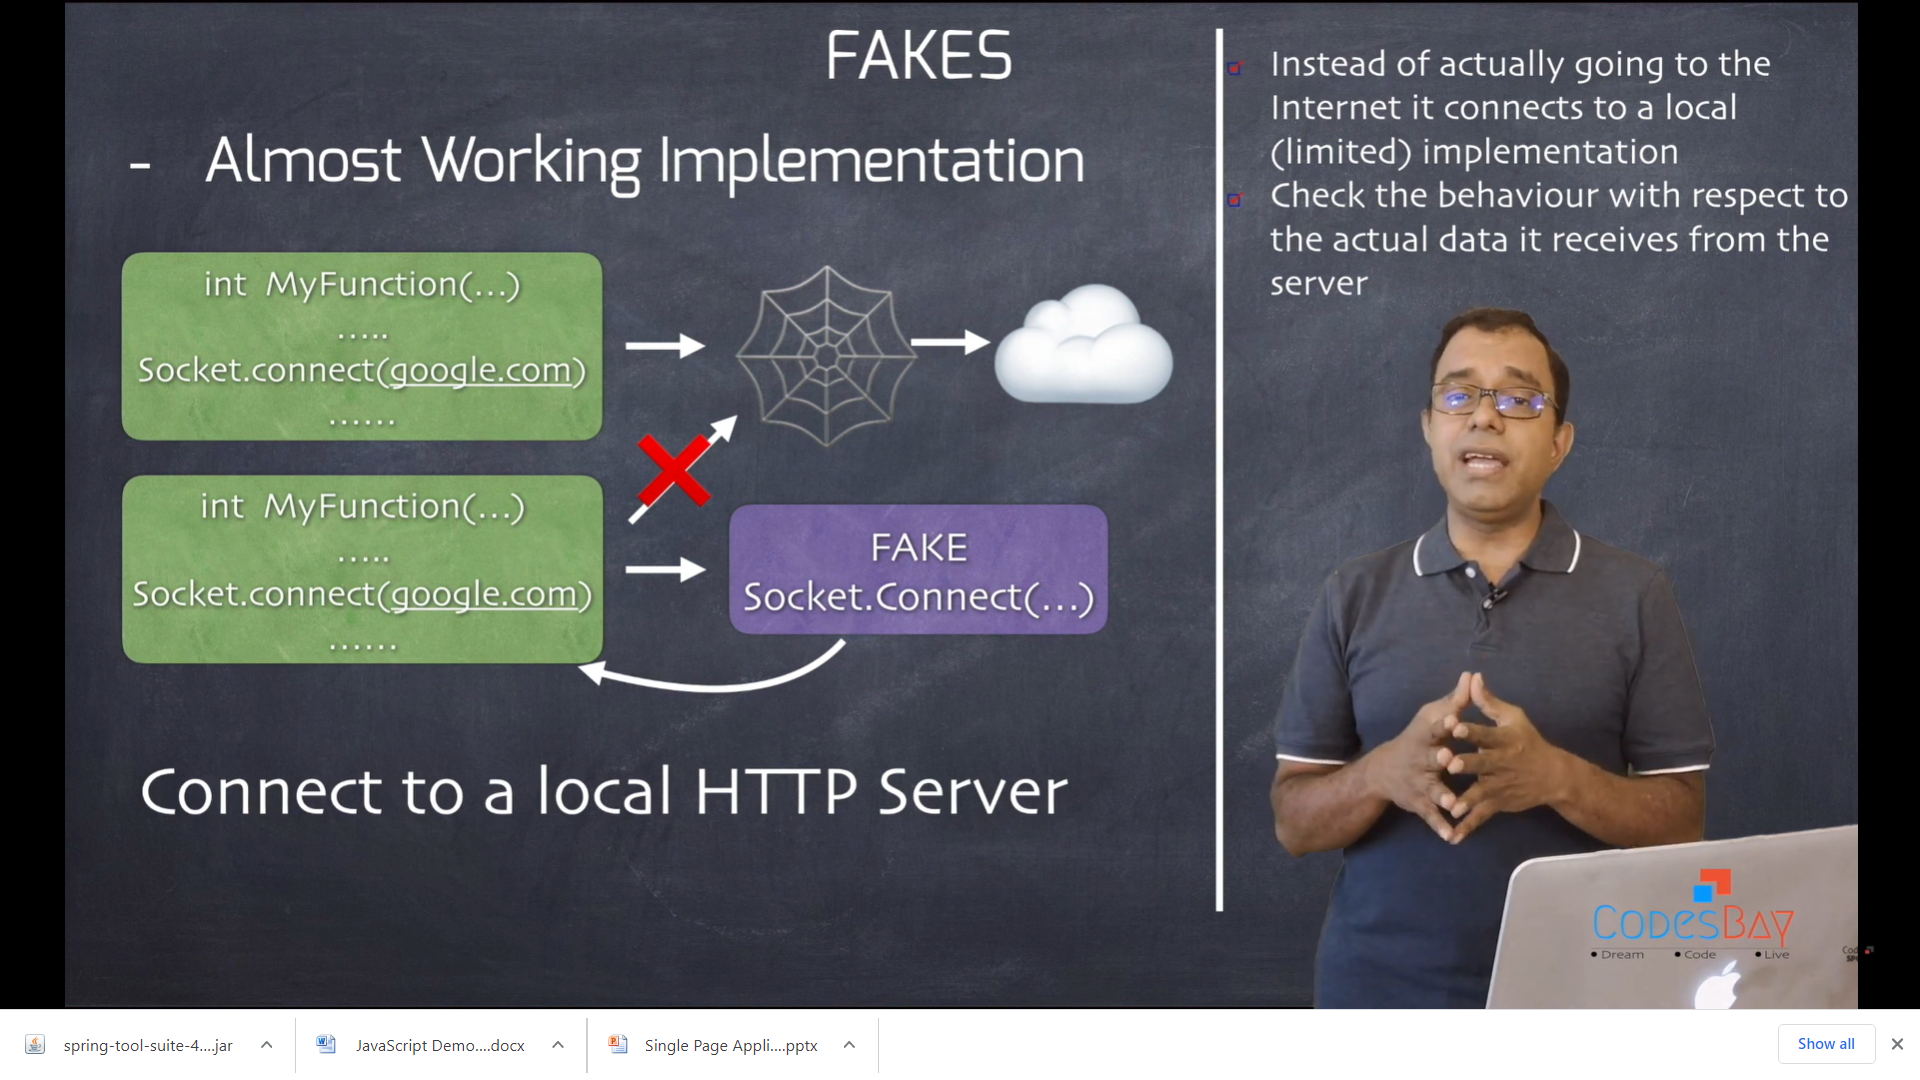 FAKES
- Almost Working Implementation
int MyFunction(...)
.....
Socket.connect(google.com)
......
int MyFunction(...)
.....
Socket.connect(google.com)
......
FAKE
Socket.Connect(...)
Connect to a local HTTP Server
Instead of actually going to the
Internet it connects to a local
(limited) implementation
Check the behaviour with respect to
the actual data it receives from the
server
CODESBAY
• Dream • Code • Live
spring-tool-suite-4....jar
JavaScript Demo....docx
Single Page Appli....pptx
Show all